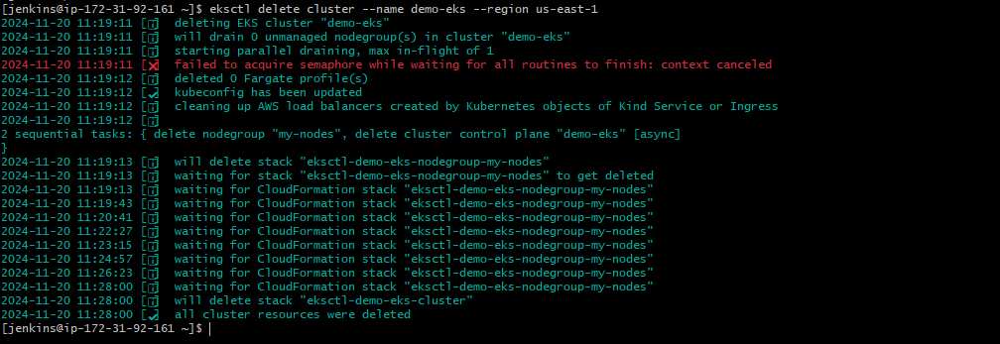 [jenkins@ip-172-31-92-161 ~]$ eksctl delete cluster --name demo-eks --region us-east-1
2024-11-20 11:19:11 [ℹ]  deleting EKS cluster "demo-eks"
2024-11-20 11:19:11 [ℹ]  will drain 0 unmanaged nodegroup(s) in cluster "demo-eks"
2024-11-20 11:19:11 [ℹ]  starting parallel draining, max in-flight of 1
2024-11-20 11:19:11 [✖]  failed to acquire semaphore while waiting for all routines to finish: context canceled
2024-11-20 11:19:12 [ℹ]  deleted 0 Fargate profile(s)
2024-11-20 11:19:12 [✔]  kubeconfig has been updated
2024-11-20 11:19:12 [ℹ]  cleaning up AWS load balancers created by Kubernetes objects of Kind Service or Ingress
2024-11-20 11:19:12 [ℹ]
2 sequential tasks: { delete nodegroup "my-nodes", delete cluster control plane "demo-eks" [async]
}
2024-11-20 11:19:13 [ℹ]  will delete stack "eksctl-demo-eks-nodegroup-my-nodes"
2024-11-20 11:19:13 [ℹ]  waiting for stack "eksctl-demo-eks-nodegroup-my-nodes" to get deleted
2024-11-20 11:19:13 [ℹ]  waiting for CloudFormation stack "eksctl-demo-eks-nodegroup-my-nodes"
2024-11-20 11:19:43 [ℹ]  waiting for CloudFormation stack "eksctl-demo-eks-nodegroup-my-nodes"
2024-11-20 11:20:41 [ℹ]  waiting for CloudFormation stack "eksctl-demo-eks-nodegroup-my-nodes"
2024-11-20 11:22:27 [ℹ]  waiting for CloudFormation stack "eksctl-demo-eks-nodegroup-my-nodes"
2024-11-20 11:23:15 [ℹ]  waiting for CloudFormation stack "eksctl-demo-eks-nodegroup-my-nodes"
2024-11-20 11:24:57 [ℹ]  waiting for CloudFormation stack "eksctl-demo-eks-nodegroup-my-nodes"
2024-11-20 11:26:23 [ℹ]  waiting for CloudFormation stack "eksctl-demo-eks-nodegroup-my-nodes"
2024-11-20 11:28:00 [ℹ]  waiting for CloudFormation stack "eksctl-demo-eks-nodegroup-my-nodes"
2024-11-20 11:28:00 [ℹ]  will delete stack "eksctl-demo-eks-cluster"
2024-11-20 11:28:00 [✔]  all cluster resources were deleted
[jenkins@ip-172-31-92-161 ~]$